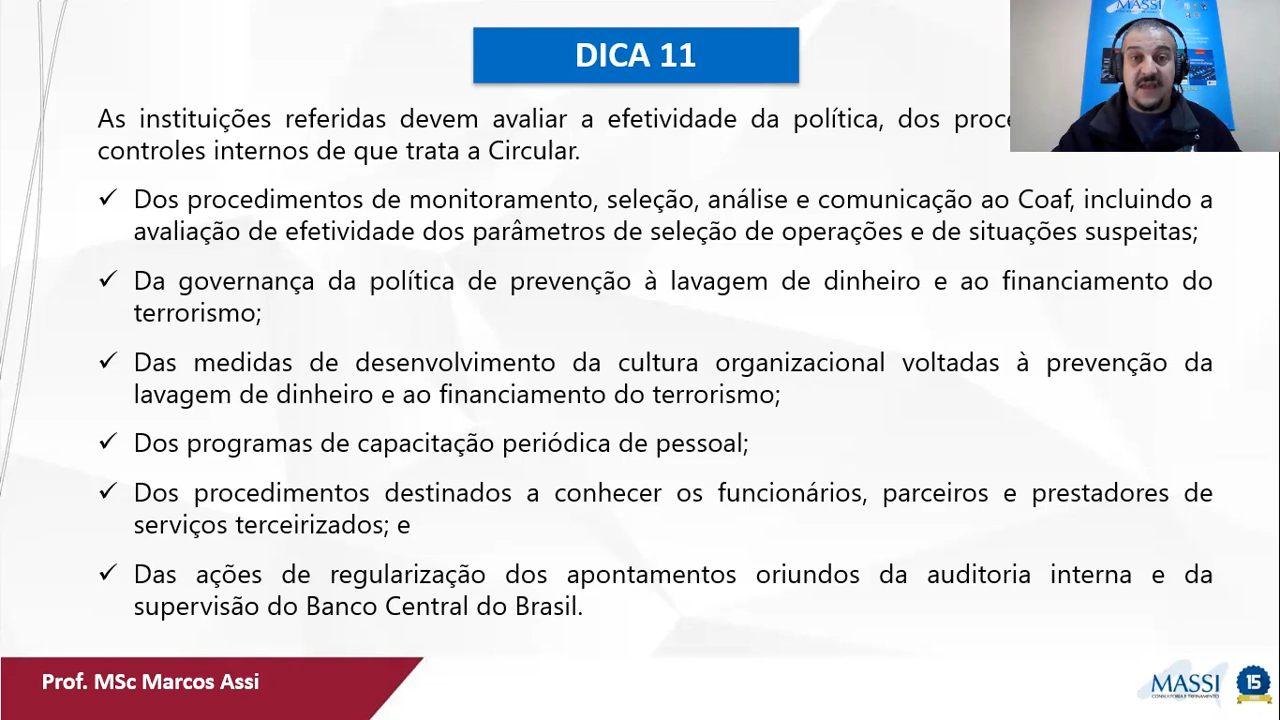 MASSI
DICA 11
As instituições referidas devem avaliar a efetividade da política, dos
controles internos de que trata a Circular.
✓ Dos procedimentos de monitoramento, seleção, análise e comunicação ao Coaf, incluindo a
avaliação de efetividade dos parâmetros de seleção de operações e de situações suspeitas;
✓ Da governança da política de prevenção à lavagem de dinheiro e ao financiamento do
terrorismo;
✓ Das medidas de desenvolvimento da cultura organizacional voltadas à prevenção da
lavagem de dinheiro e ao financiamento do terrorismo;
✓ Dos programas de capacitação periódica de pessoal;
✓ Dos procedimentos destinados a conhecer os funcionários, parceiros e prestadores de
serviços terceirizados; e
✓ Das ações de regularização dos apontamentos oriundos da auditoria interna e da
supervisão do Banco Central do Brasil.
Prof. MSc Marcos Assi
MASSI
CONSULTORIA E TREINAMENTO
15